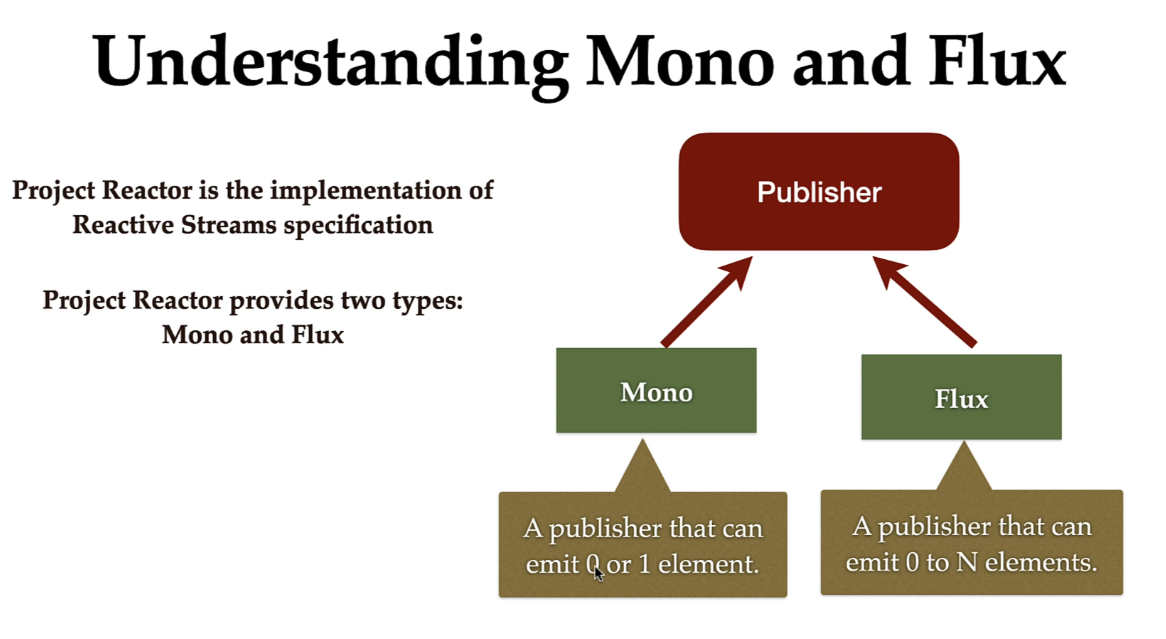 Understanding Mono and Flux
Project Reactor is the implementation of
Reactive Streams specification
Project Reactor provides two types:
Mono and Flux
Publisher
Mono
Flux
A publisher that can
emit 0 or 1 element.
A publisher that can
emit 0 to N elements.